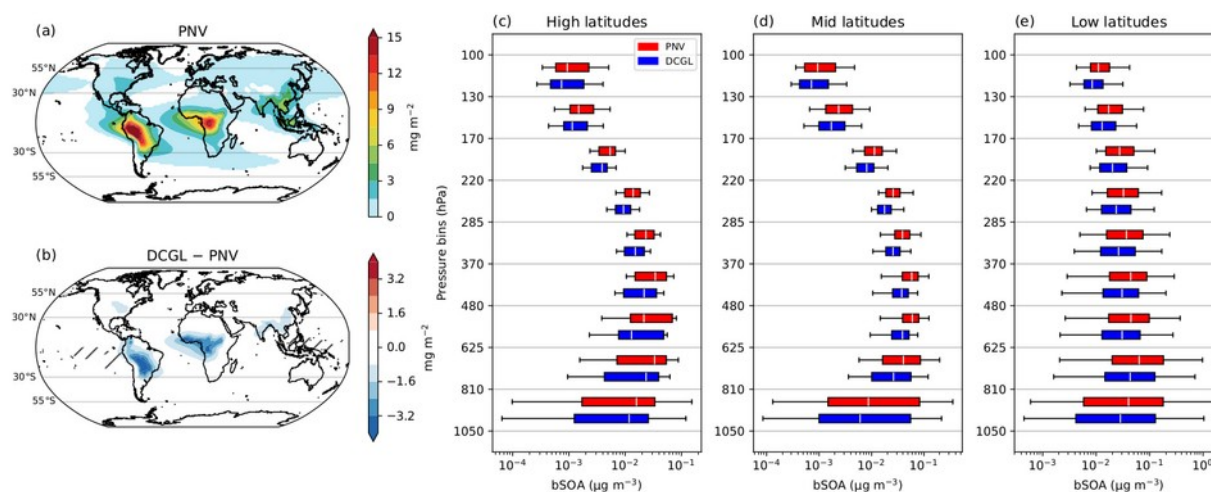 (a)
PNV
55°N
30°N
30°S
55°S
15
12
9
6
3
0
mg m⁻²
(b)
DCGL − PNV
55°N
30°N
30°S
55°S
3.2
1.6
0.0
−1.6
−3.2
mg m⁻²
(c)
High latitudes
PNV
DCGL
Pressure bins (hPa)
100
130
170
220
285
370
480
625
810
1050
10⁻⁴
10⁻³
10⁻²
10⁻¹
bSOA (µg m⁻³)
(d)
Mid latitudes
100
130
170
220
285
370
480
625
810
1050
10⁻⁴
10⁻³
10⁻²
10⁻¹
bSOA (µg m⁻³)
(e)
Low latitudes
100
130
170
220
285
370
480
625
810
1050
10⁻³
10⁻²
10⁻¹
10⁰
bSOA (µg m⁻³)